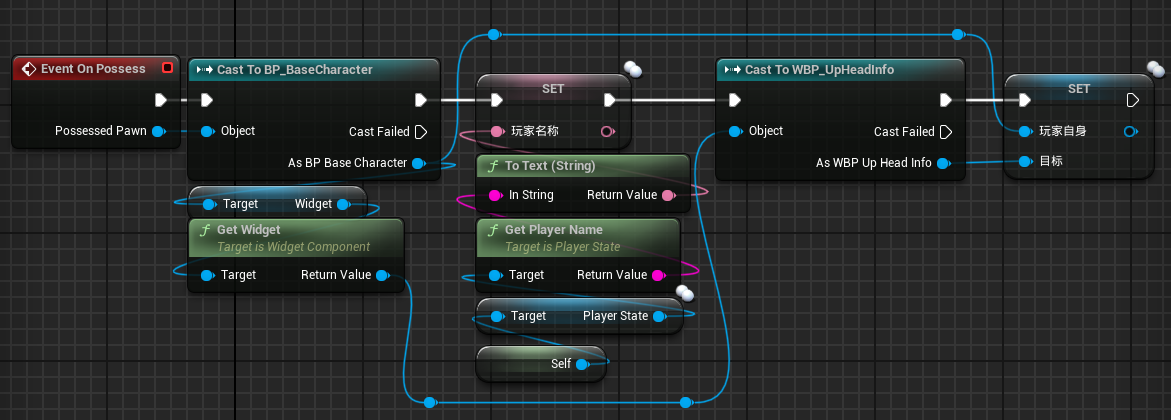 Event On Possess
Possessed Pawn
Cast To BP_BaseCharacter
Object
Cast Failed
As BP Base Character
Target
Widget
Get Widget
Target is Widget Component
Target
Return Value
SET
玩家名称
To Text (String)
In String
Return Value
Get Player Name
Target is Player State
Target
Return Value
Target
Player State
Self
Cast To WBP_UpHeadInfo
Object
Cast Failed
As WBP Up Head Info
SET
玩家自身
目标